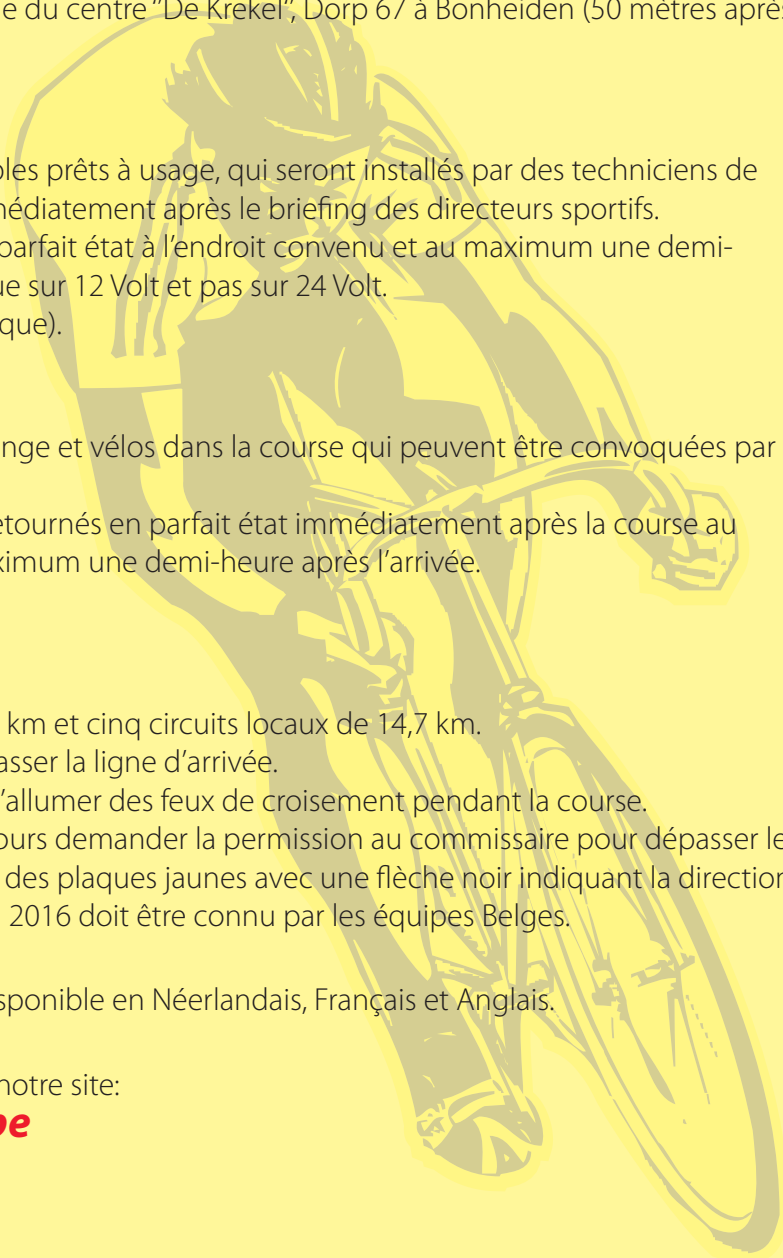 e du centre "De Krekel", Dorp 67 à Bonheiden (50 mètres après
bles prêts à usage, qui seront installés par des techniciens de
médiatement après le briefing des directeurs sportifs.
parfait état à l'endroit convenu et au maximum une demi-
ue sur 12 Volt et pas sur 24 Volt.
que).
nge et vélos dans la course qui peuvent être convoquées par
etournés en parfait état immédiatement après la course au
ximum une demi-heure après l'arrivée.
km et cinq circuits locaux de 14,7 km.
asser la ligne d'arrivée.
'allumer des feux de croisement pendant la course.
ours demander la permission au commissaire pour dépasser le
des plaques jaunes avec une flèche noir indiquant la direction
2016 doit être connu par les équipes Belges.
sponible en Néerlandais, Français et Anglais.
notre site:
be